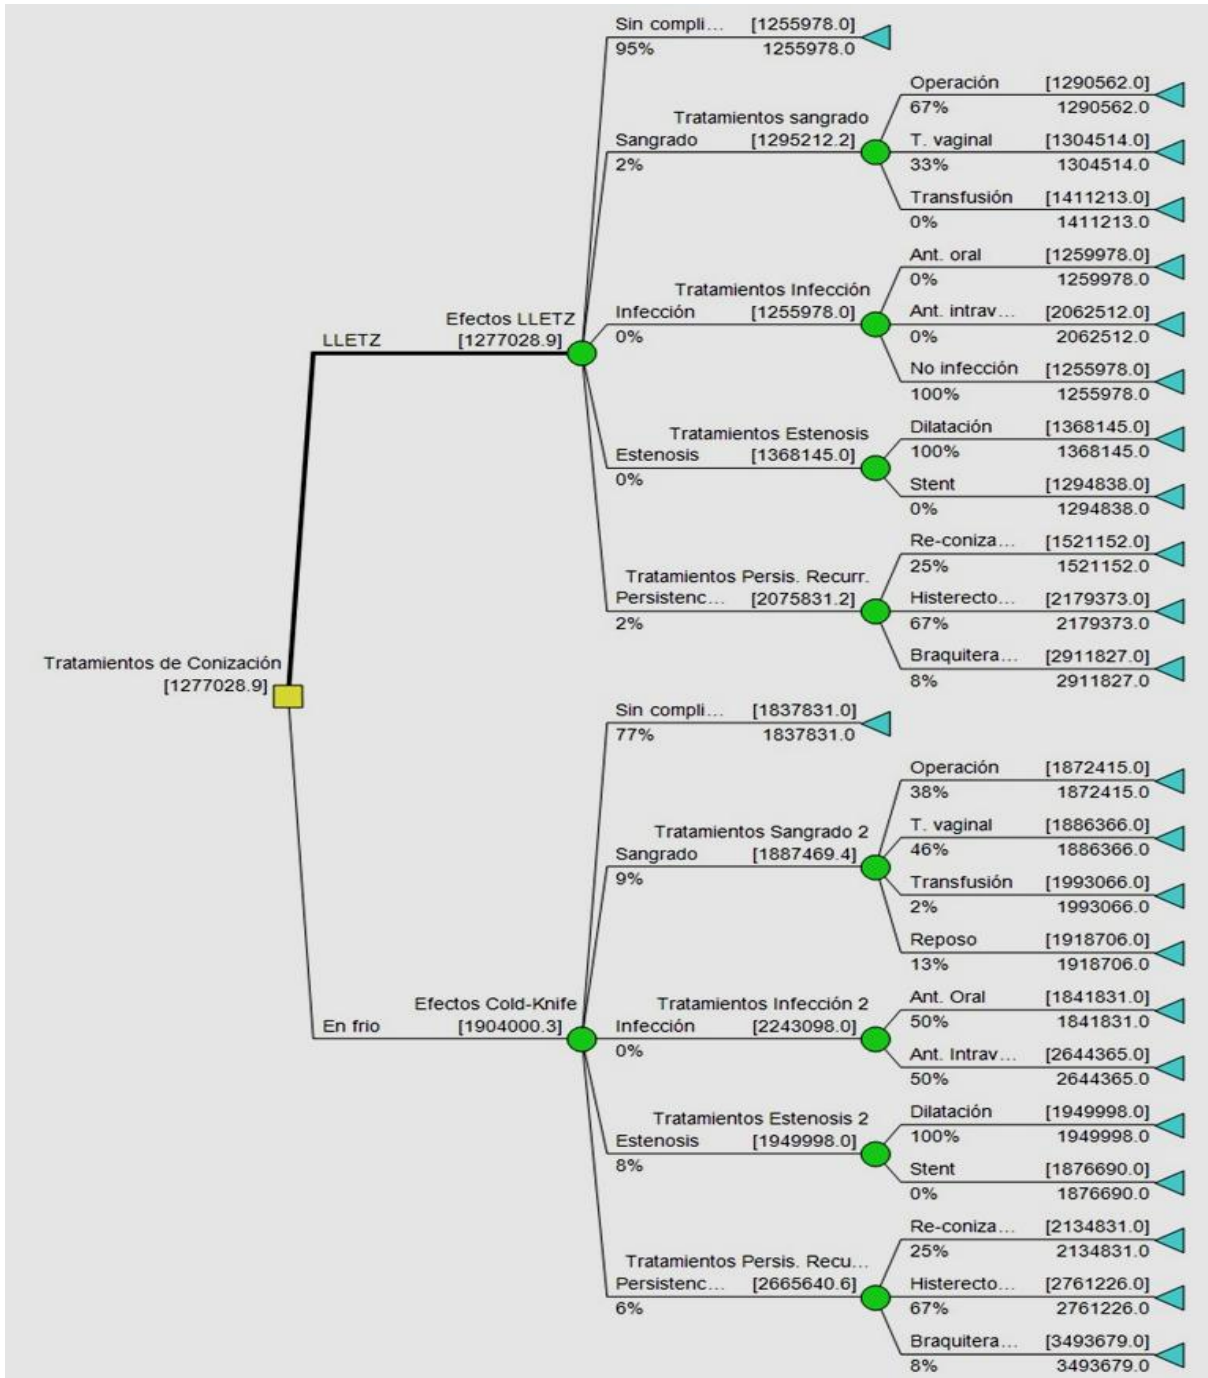 Sin compli… [1255978.0]
95% 1255978.0
Operación [1290562.0]
67% 1290562.0
Tratamientos sangrado
Sangrado [1295212.2]
2%
T. vaginal [1304514.0]
33% 1304514.0
Transfusión [1411213.0]
0% 1411213.0
Ant. oral [1259978.0]
0% 1259978.0
Tratamientos Infección
Infección [1255978.0]
0%
Ant. intrav… [2062512.0]
0% 2062512.0
No infección [1255978.0]
100% 1255978.0
Efectos LLETZ
LLETZ [1277028.9]
Dilatación [1368145.0]
100% 1368145.0
Tratamientos Estenosis
Estenosis [1368145.0]
0%
Stent [1294838.0]
0% 1294838.0
Re-coniza… [1521152.0]
25% 1521152.0
Tratamientos Persis. Recurr.
Persistenc… [2075831.2]
2%
Histerecto… [2179373.0]
67% 2179373.0
Braquitera… [2911827.0]
8% 2911827.0
Tratamientos de Conización
[1277028.9]
Sin compli… [1837831.0]
77% 1837831.0
Operación [1872415.0]
38% 1872415.0
Tratamientos Sangrado 2
Sangrado [1887469.4]
9%
T. vaginal [1886366.0]
46% 1886366.0
Transfusión [1993066.0]
2% 1993066.0
Reposo [1918706.0]
13% 1918706.0
Efectos Cold-Knife
En frio [1904000.3]
Tratamientos Infección 2
Infección [2243098.0]
0%
Ant. Oral [1841831.0]
50% 1841831.0
Ant. Intrav… [2644365.0]
50% 2644365.0
Tratamientos Estenosis 2
Estenosis [1949998.0]
8%
Dilatación [1949998.0]
100% 1949998.0
Stent [1876690.0]
0% 1876690.0
Re-coniza… [2134831.0]
25% 2134831.0
Tratamientos Persis. Recu…
Persistenc… [2665640.6]
6%
Histerecto… [2761226.0]
67% 2761226.0
Braquitera… [3493679.0]
8% 3493679.0